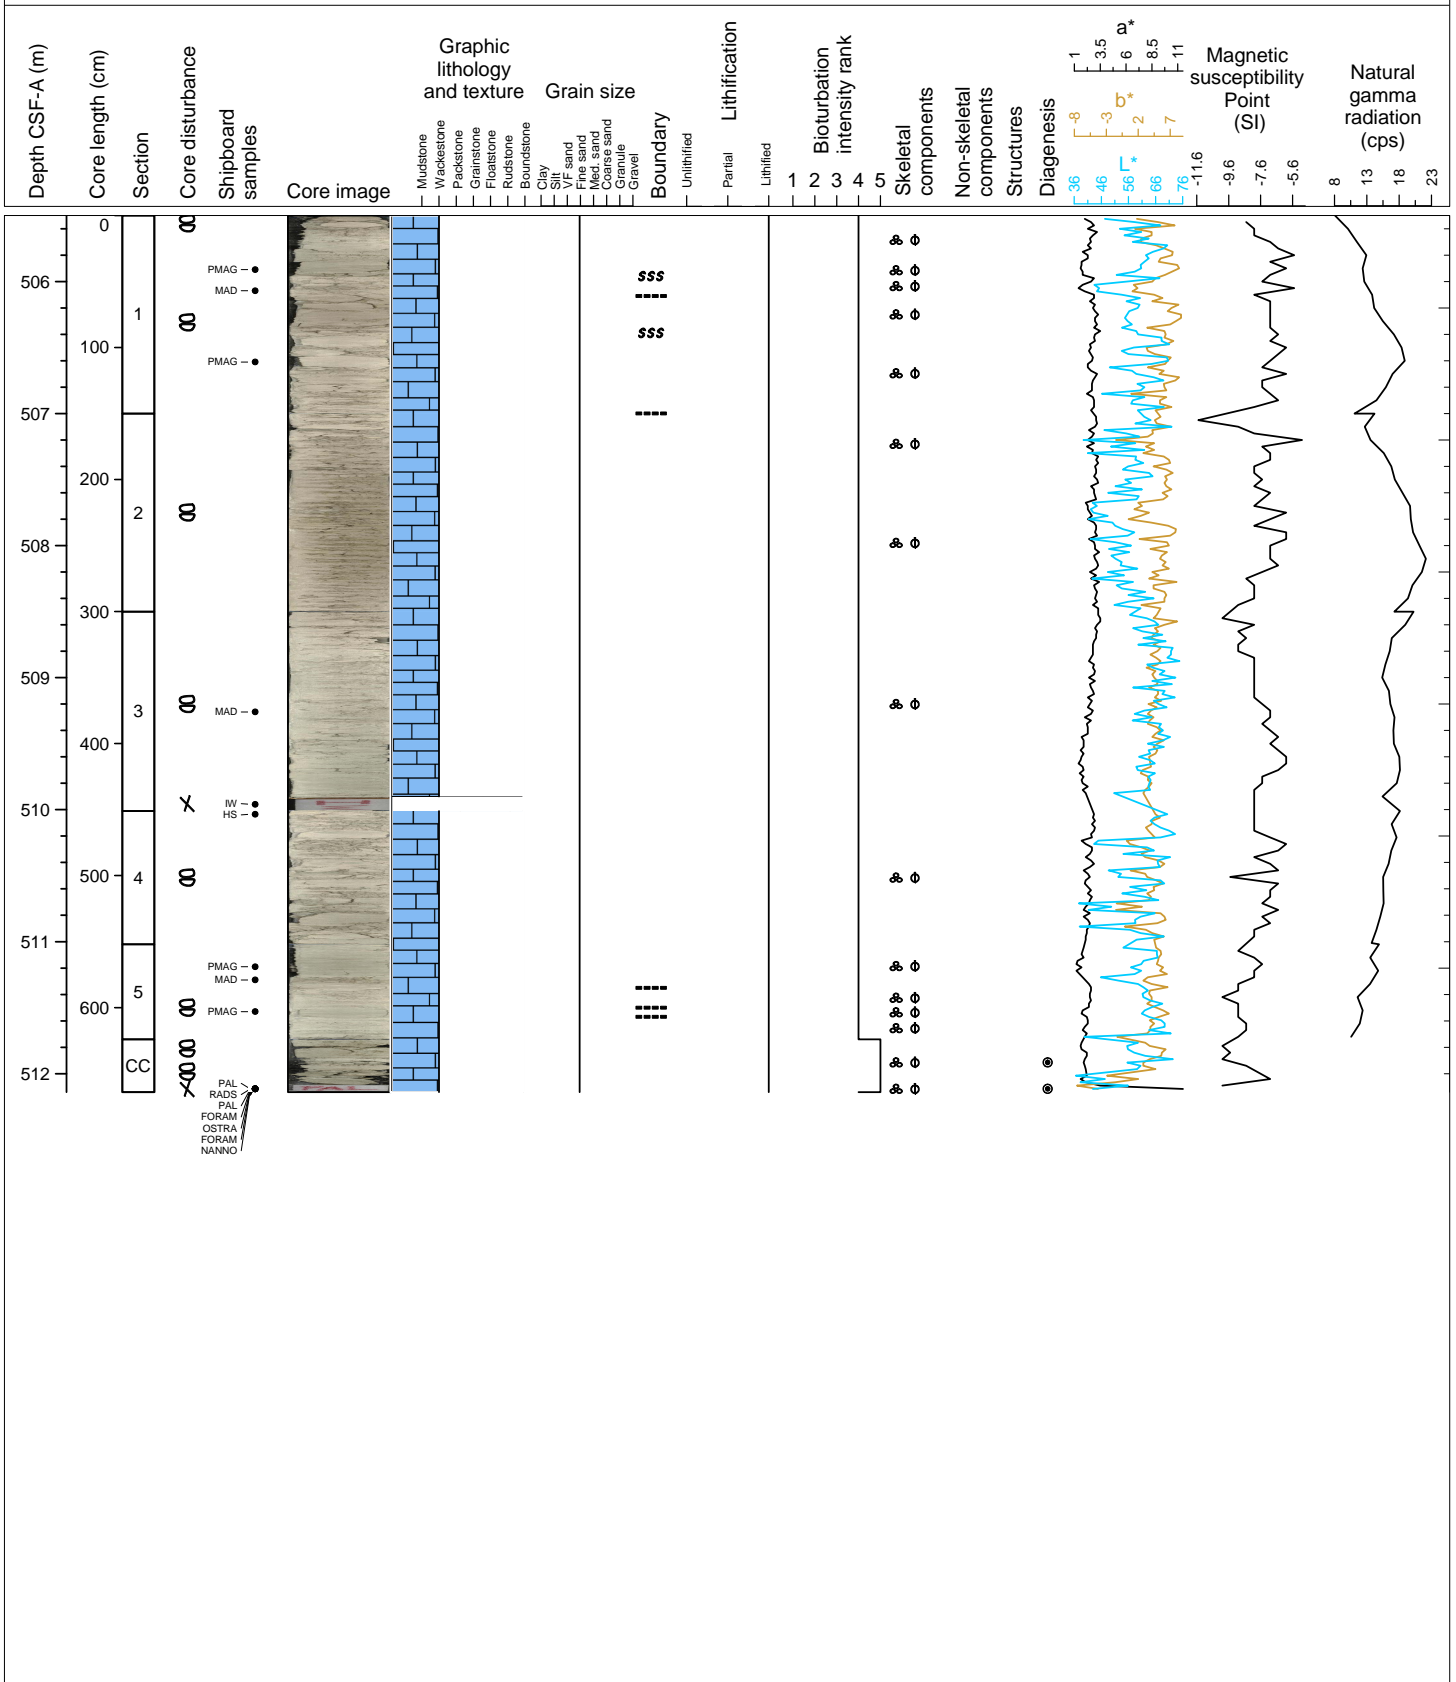 Depth CSF-A (m)
Core length (cm)
Section
Core disturbance
Shipboard
samples
Core image
Graphic
lithology
and texture
Mudstone
Wackestone
Packstone
Grainstone
Floatstone
Rudstone
Boundstone
Grain size
Clay
Silt
VF sand
Fine sand
Med. sand
Coarse sand
Granule
Gravel
Boundary
Lithification
Unlithified
Partial
Lithified
Bioturbation
intensity rank
1 2 3 4 5
Skeletal
components
Non-skeletal
components
Structures
Diagenesis
a*
1 3.5 6 8.5 11
b*
-8 -3 2 7
L*
36 46 56 66 76
Magnetic
susceptibility
Point
(SI)
-11.6 -9.6 -7.6 -5.6
Natural
gamma
radiation
(cps)
8 13 18 23
0
PMAG
506
sss
MAD
1
sss
100
PMAG
507
200
2
508
300
509
3
MAD
400
IW
510
HS
500
4
511
PMAG
MAD
5
600
PMAG
CC
512
PAL
RADS
PAL
FORAM
OSTRA
FORAM
NANNO